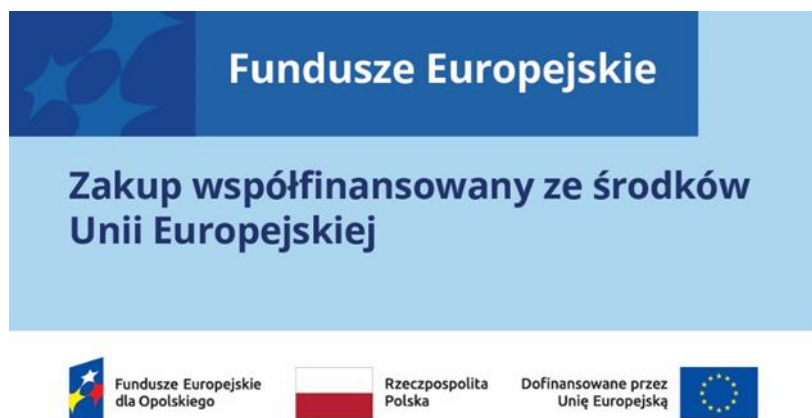 Fundusze Europejskie
Zakup współfinansowany ze środków
Unii Europejskiej
Fundusze Europejskie
dla Opolskiego
Rzeczpospolita
Polska
Dofinansowane przez
Unię Europejską